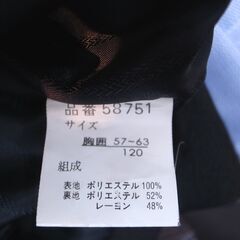 品番 58751
サイズ
胸囲 57-63
120
組成
表地 ポリエステル 100%
裏地 ポリエステル 52%
レーヨン 48%